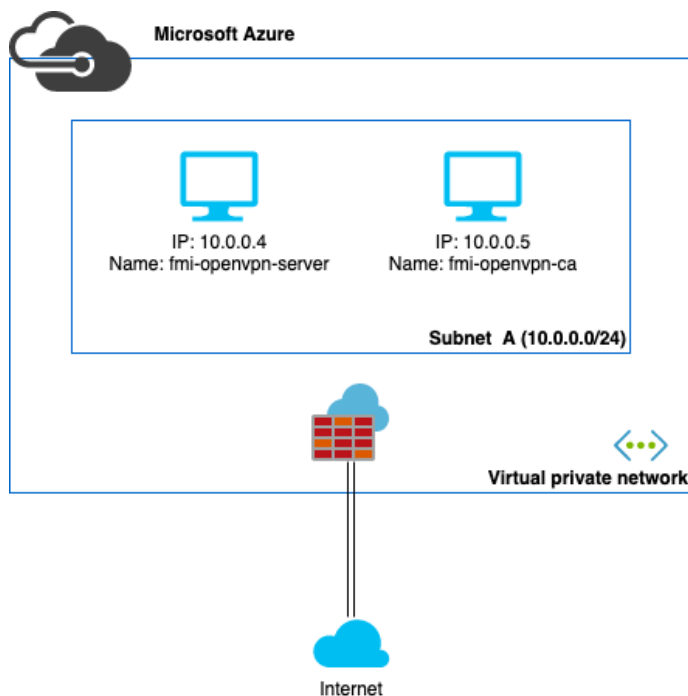 Microsoft Azure
IP: 10.0.0.4
Name: fmi-openvpn-server
IP: 10.0.0.5
Name: fmi-openvpn-ca
Subnet A (10.0.0.0/24)
Virtual private network
Internet